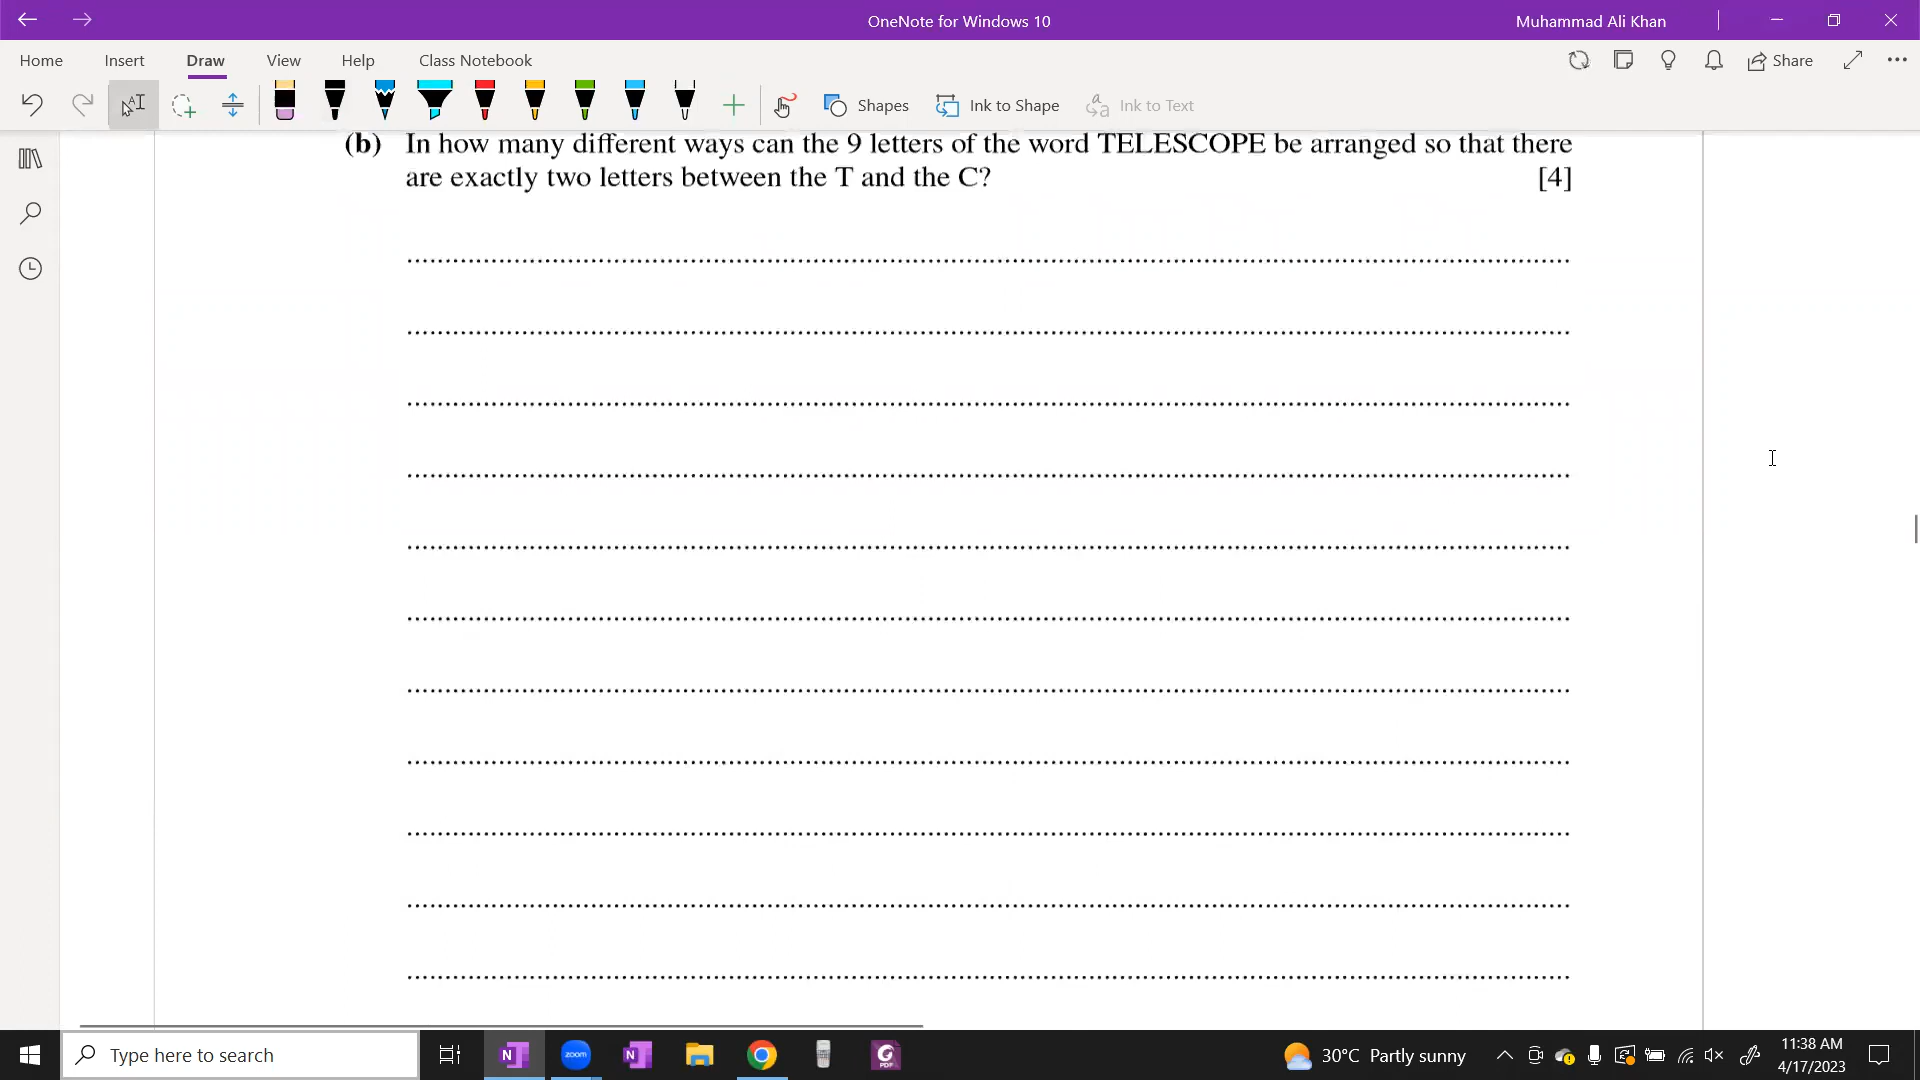 OneNote for Windows 10
Muhammad Ali Khan
Home Insert Draw View Help Class Notebook
Share
Shapes Ink to Shape Ink to Text
(b) In how many different ways can the 9 letters of the word TELESCOPE be arranged so that there
are exactly two letters between the T and the C? [4]
Type here to search
zoom
PDF
30°C Partly sunny
11:38 AM
4/17/2023